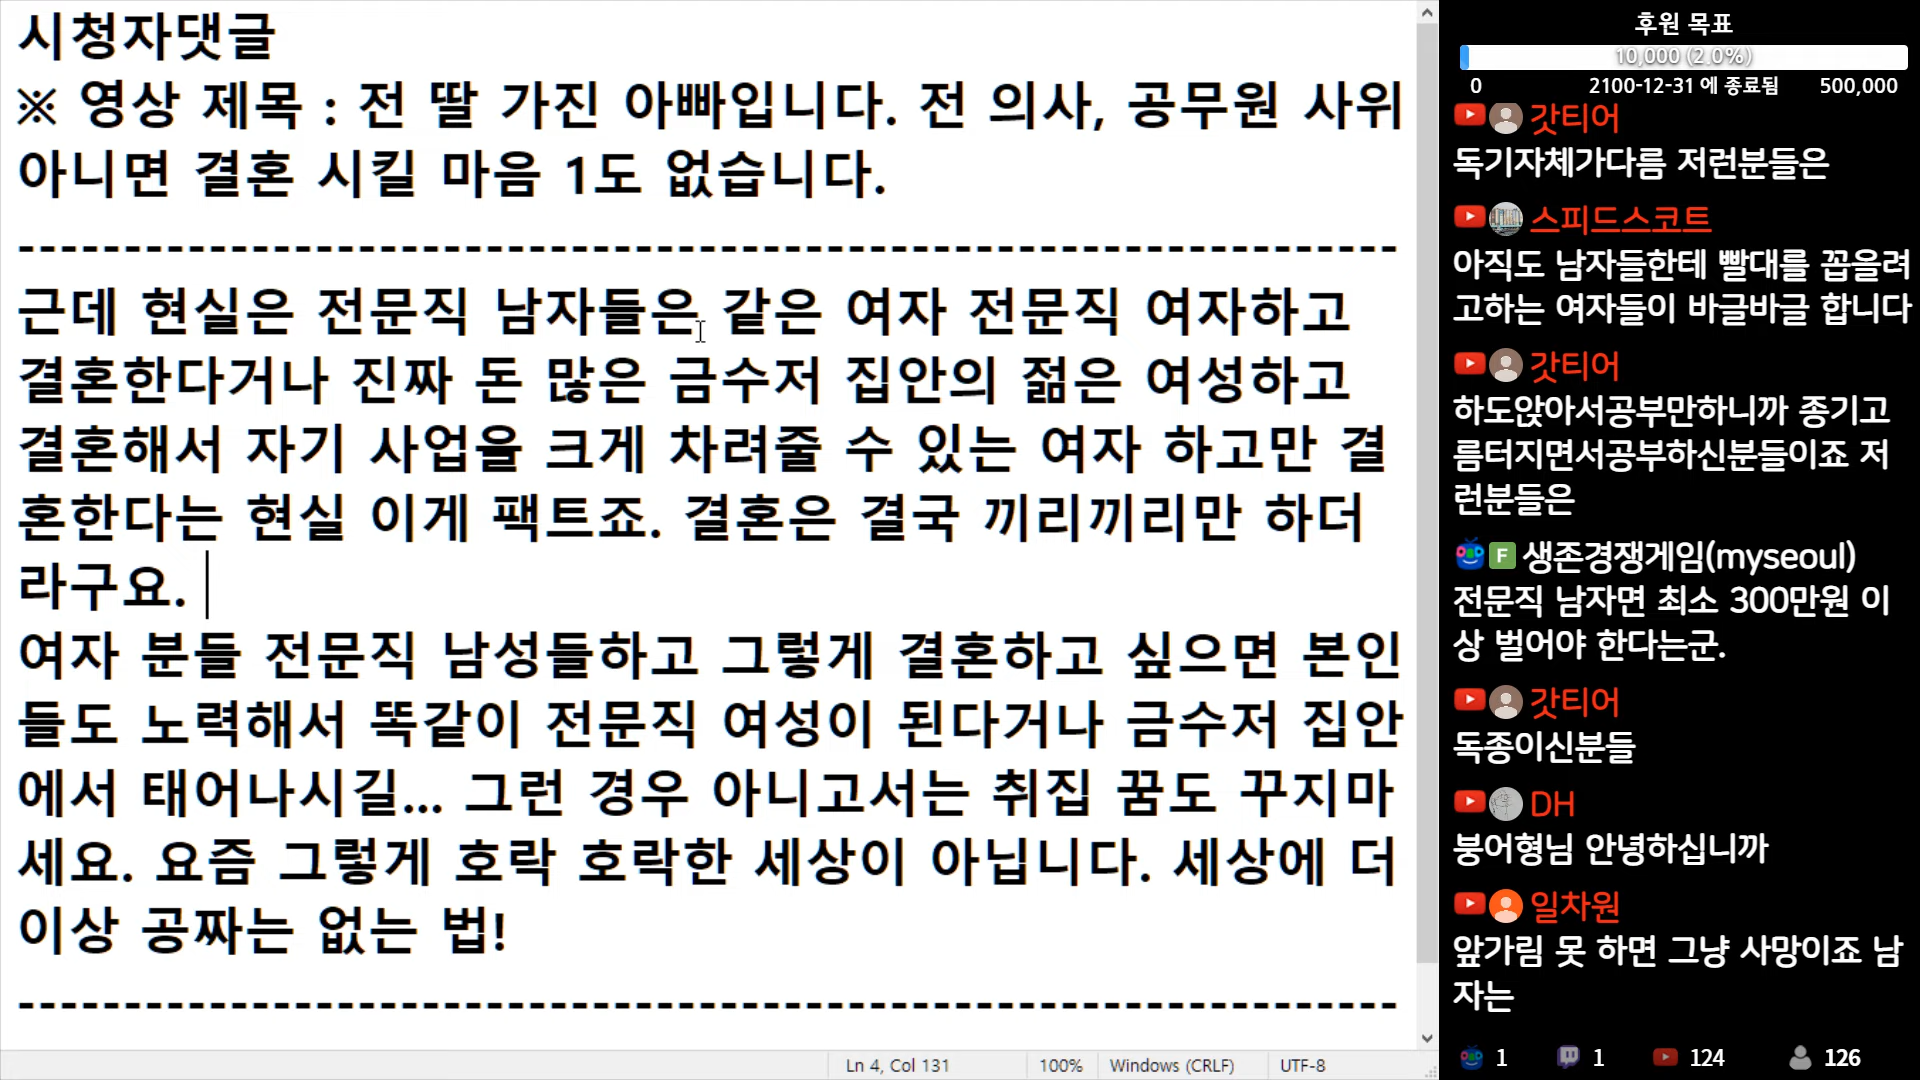 시청자댓글
※ 영상 제목 : 전 딸 가진 아빠입니다. 전 의사, 공무원 사위
아니면 결혼 시킬 마음 1도 없습니다.
------------------------------------------------------------------
근데 현실은 전문직 남자들은 같은 여자 전문직 여자하고
결혼한다거나 진짜 돈 많은 금수저 집안의 젊은 여성하고
결혼해서 자기 사업을 크게 차려줄 수 있는 여자 하고만 결
혼한다는 현실 이게 팩트죠. 결혼은 결국 끼리끼리만 하더
라구요.
여자 분들 전문직 남성들하고 그렇게 결혼하고 싶으면 본인
들도 노력해서 똑같이 전문직 여성이 된다거나 금수저 집안
에서 태어나시길... 그런 경우 아니고서는 취집 꿈도 꾸지마
세요. 요즘 그렇게 호락 호락한 세상이 아닙니다. 세상에 더
이상 공짜는 없는 법!
------------------------------------------------------------------
Ln 4, Col 131
100%
Windows (CRLF)
UTF-8
후원 목표
10,000 (2.0%)
0 2100-12-31 에 종료됨 500,000
갓티어
독기자체가다름 저런분들은
스피드스코트
아직도 남자들한테 빨대를 꼽을려
고하는 여자들이 바글바글 합니다
갓티어
하도앉아서공부만하니까 종기고
름터지면서공부하신분들이죠 저
런분들은
F 생존경쟁게임(myseoul)
전문직 남자면 최소 300만원 이
상 벌어야 한다는군.
갓티어
독종이신분들
DH
붕어형님 안녕하십니까
일차원
앞가림 못 하면 그냥 사망이죠 남
자는
1 1 124 126